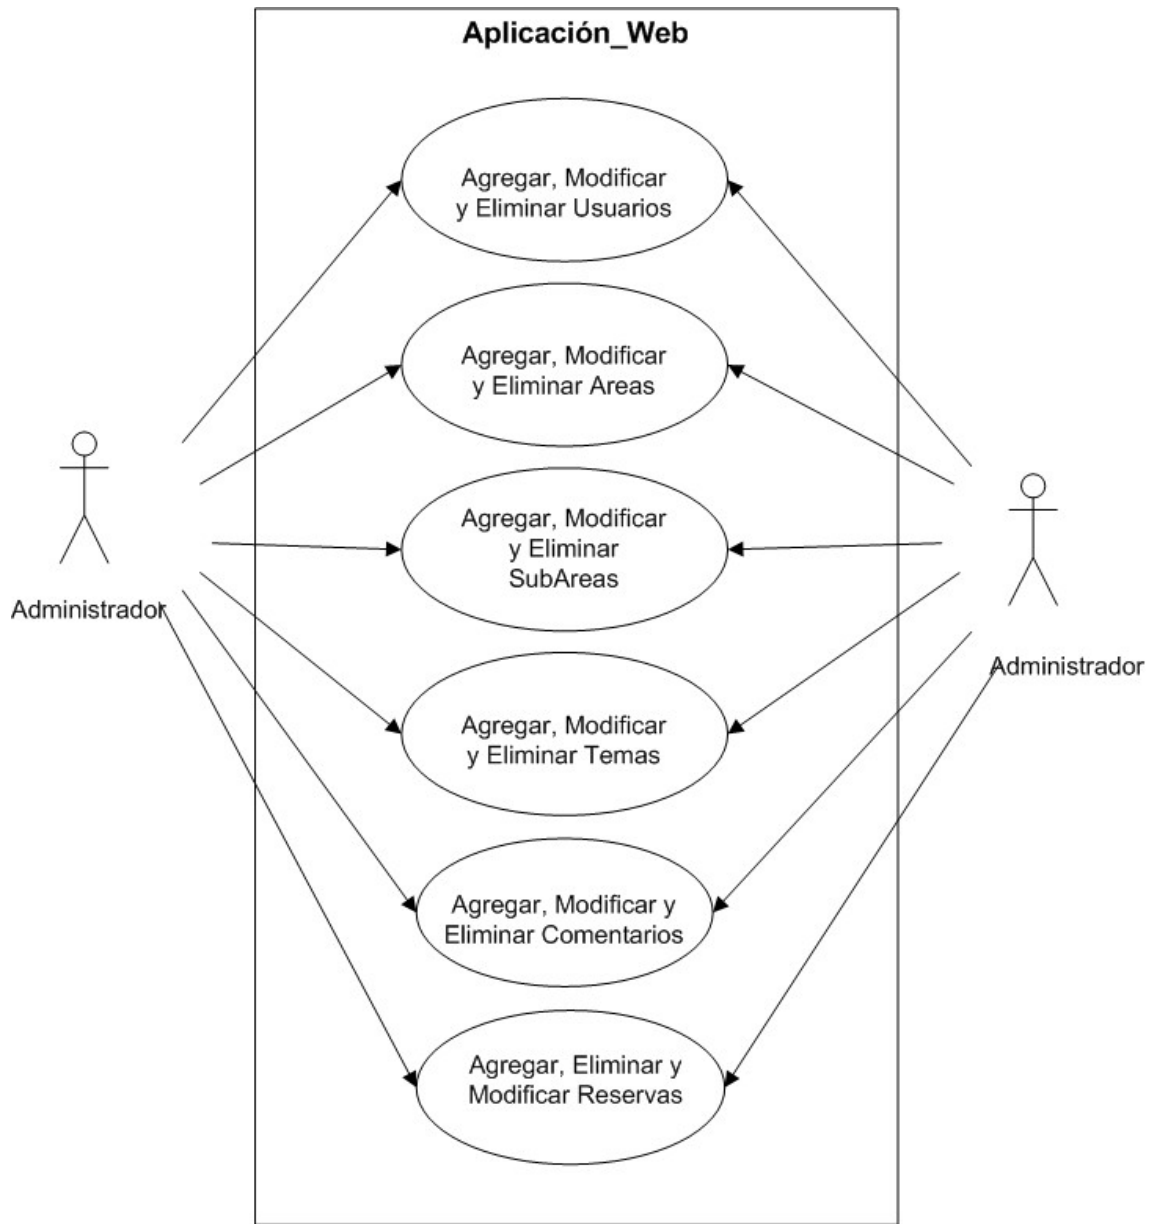 Aplicación_Web
Agregar, Modificar
y Eliminar Usuarios
Agregar, Modificar
y Eliminar Areas
Agregar, Modificar
y Eliminar
SubAreas
Administrador
Administrador
Agregar, Modificar
y Eliminar Temas
Agregar, Modificar y
Eliminar Comentarios
Agregar, Eliminar y
Modificar Reservas